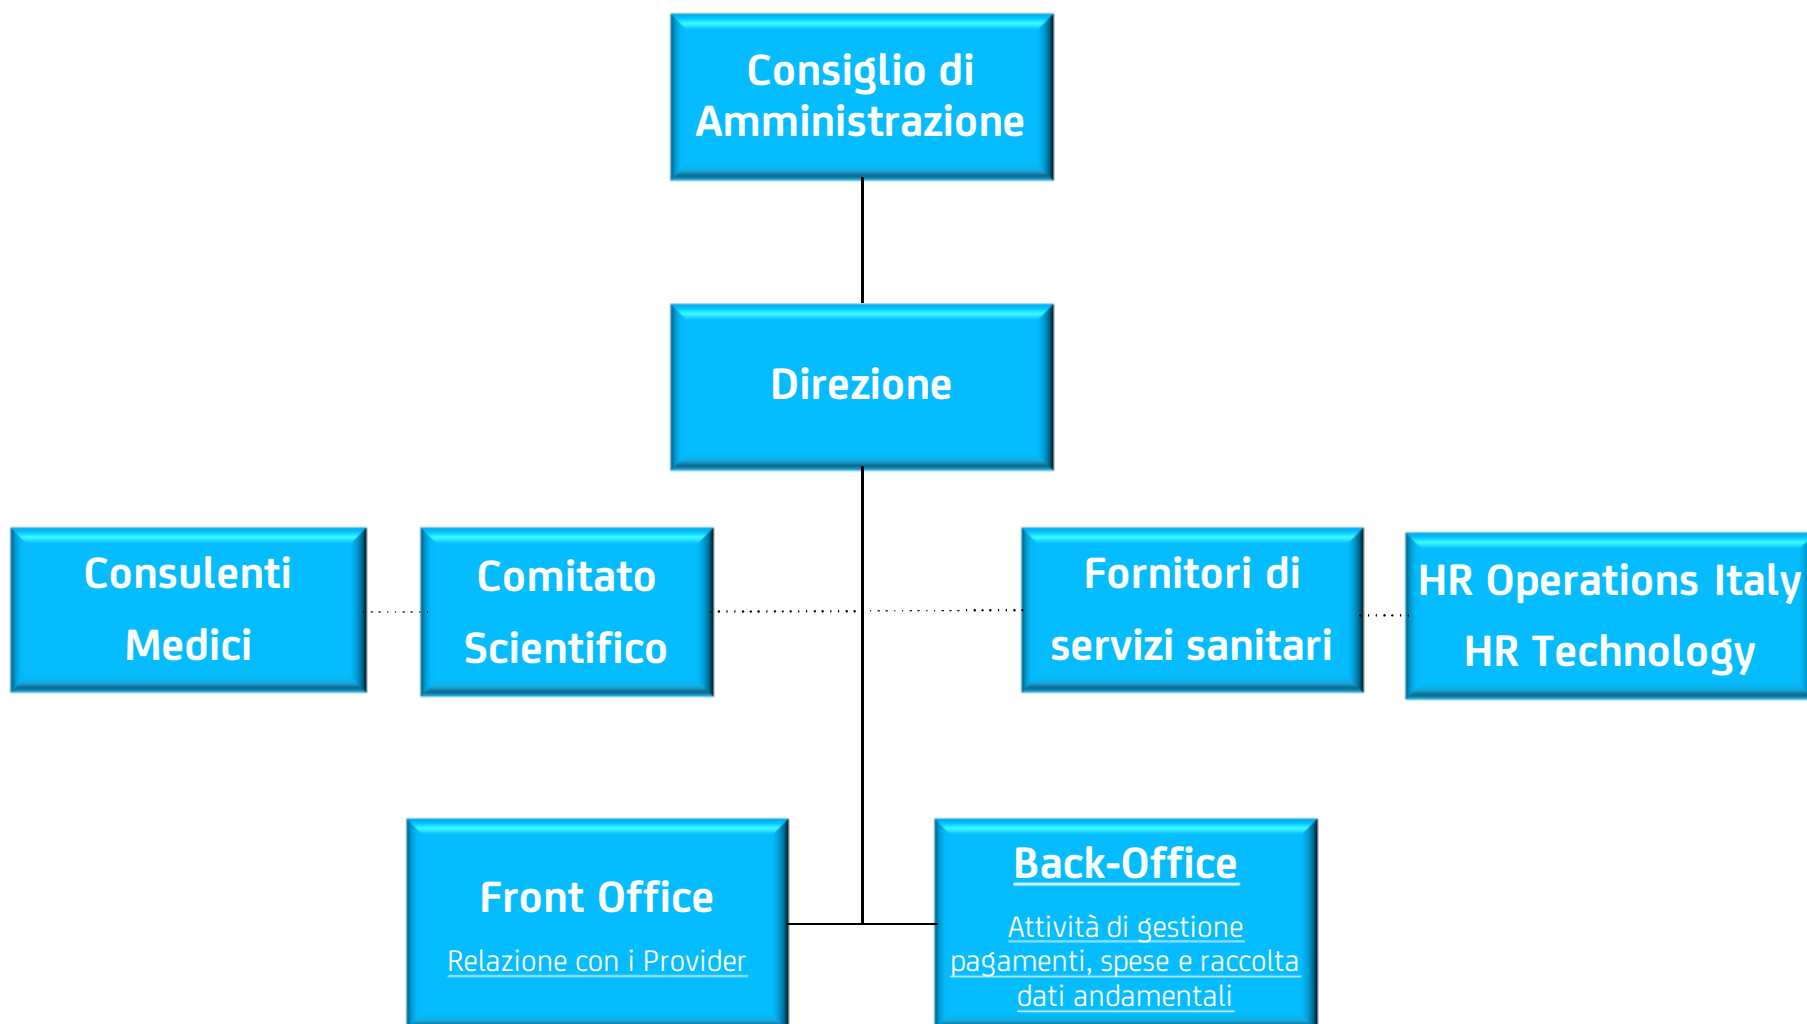 Consiglio di
Amministrazione
Direzione
Consulenti
Medici
Comitato
Scientifico
Fornitori di
servizi sanitari
HR Operations Italy
HR Technology
Front Office
Relazione con i Provider
Back-Office
Attività di gestione
pagamenti, spese e raccolta
dati andamentali